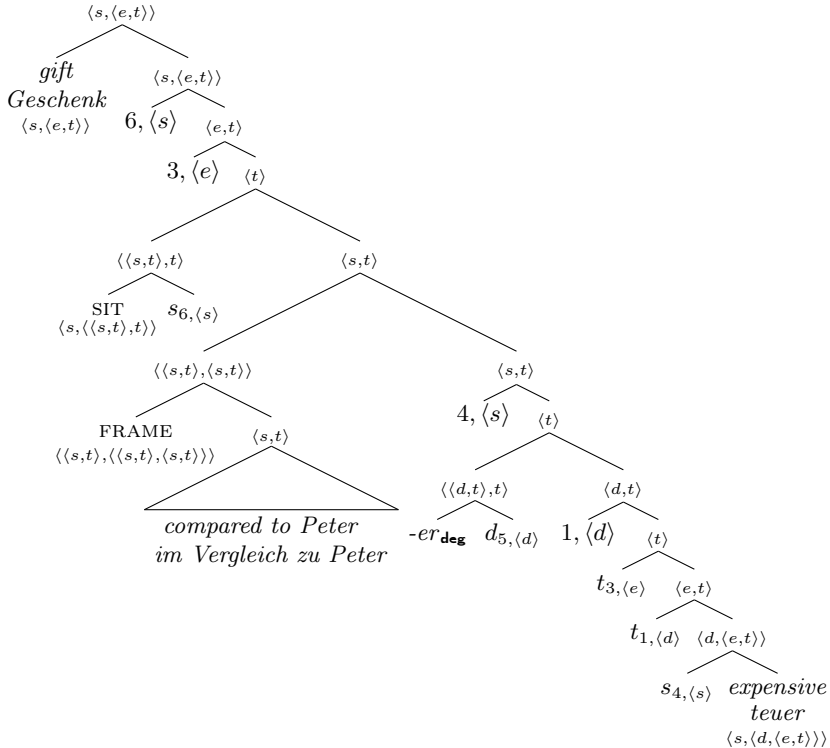 ⟨s,⟨e,t⟩⟩
gift
Geschenk
⟨s,⟨e,t⟩⟩
⟨s,⟨e,t⟩⟩
6, ⟨s⟩
⟨e,t⟩
3, ⟨e⟩
⟨t⟩
⟨⟨s,t⟩,t⟩
⟨s,t⟩
SIT
⟨s,⟨⟨s,t⟩,t⟩⟩
s6,⟨s⟩
⟨⟨s,t⟩,⟨s,t⟩⟩
⟨s,t⟩
FRAME
⟨⟨s,t⟩,⟨⟨s,t⟩,⟨s,t⟩⟩⟩
⟨s,t⟩
compared to Peter
im Vergleich zu Peter
4, ⟨s⟩
⟨t⟩
⟨⟨d,t⟩,t⟩
⟨d,t⟩
-erdeg
d5,⟨d⟩
1, ⟨d⟩
⟨t⟩
t3,⟨e⟩
⟨e,t⟩
t1,⟨d⟩
⟨d,⟨e,t⟩⟩
s4,⟨s⟩
expensive
teuer
⟨s,⟨d,⟨e,t⟩⟩⟩